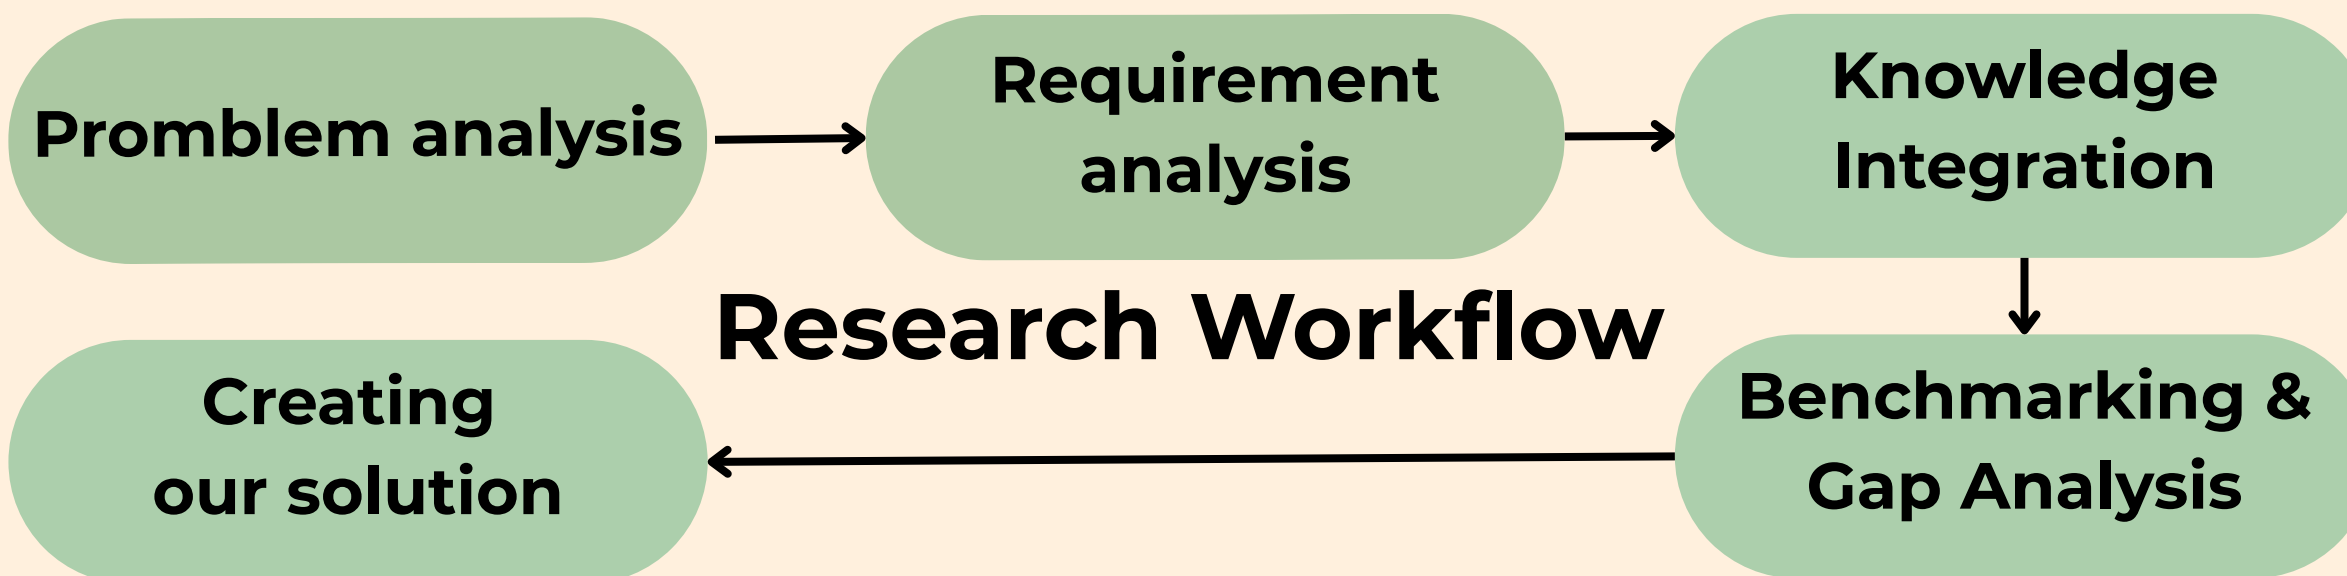 Promblem analysis
Requirement
analysis
Knowledge
Integration
Research Workflow
Benchmarking &
Gap Analysis
Creating
our solution